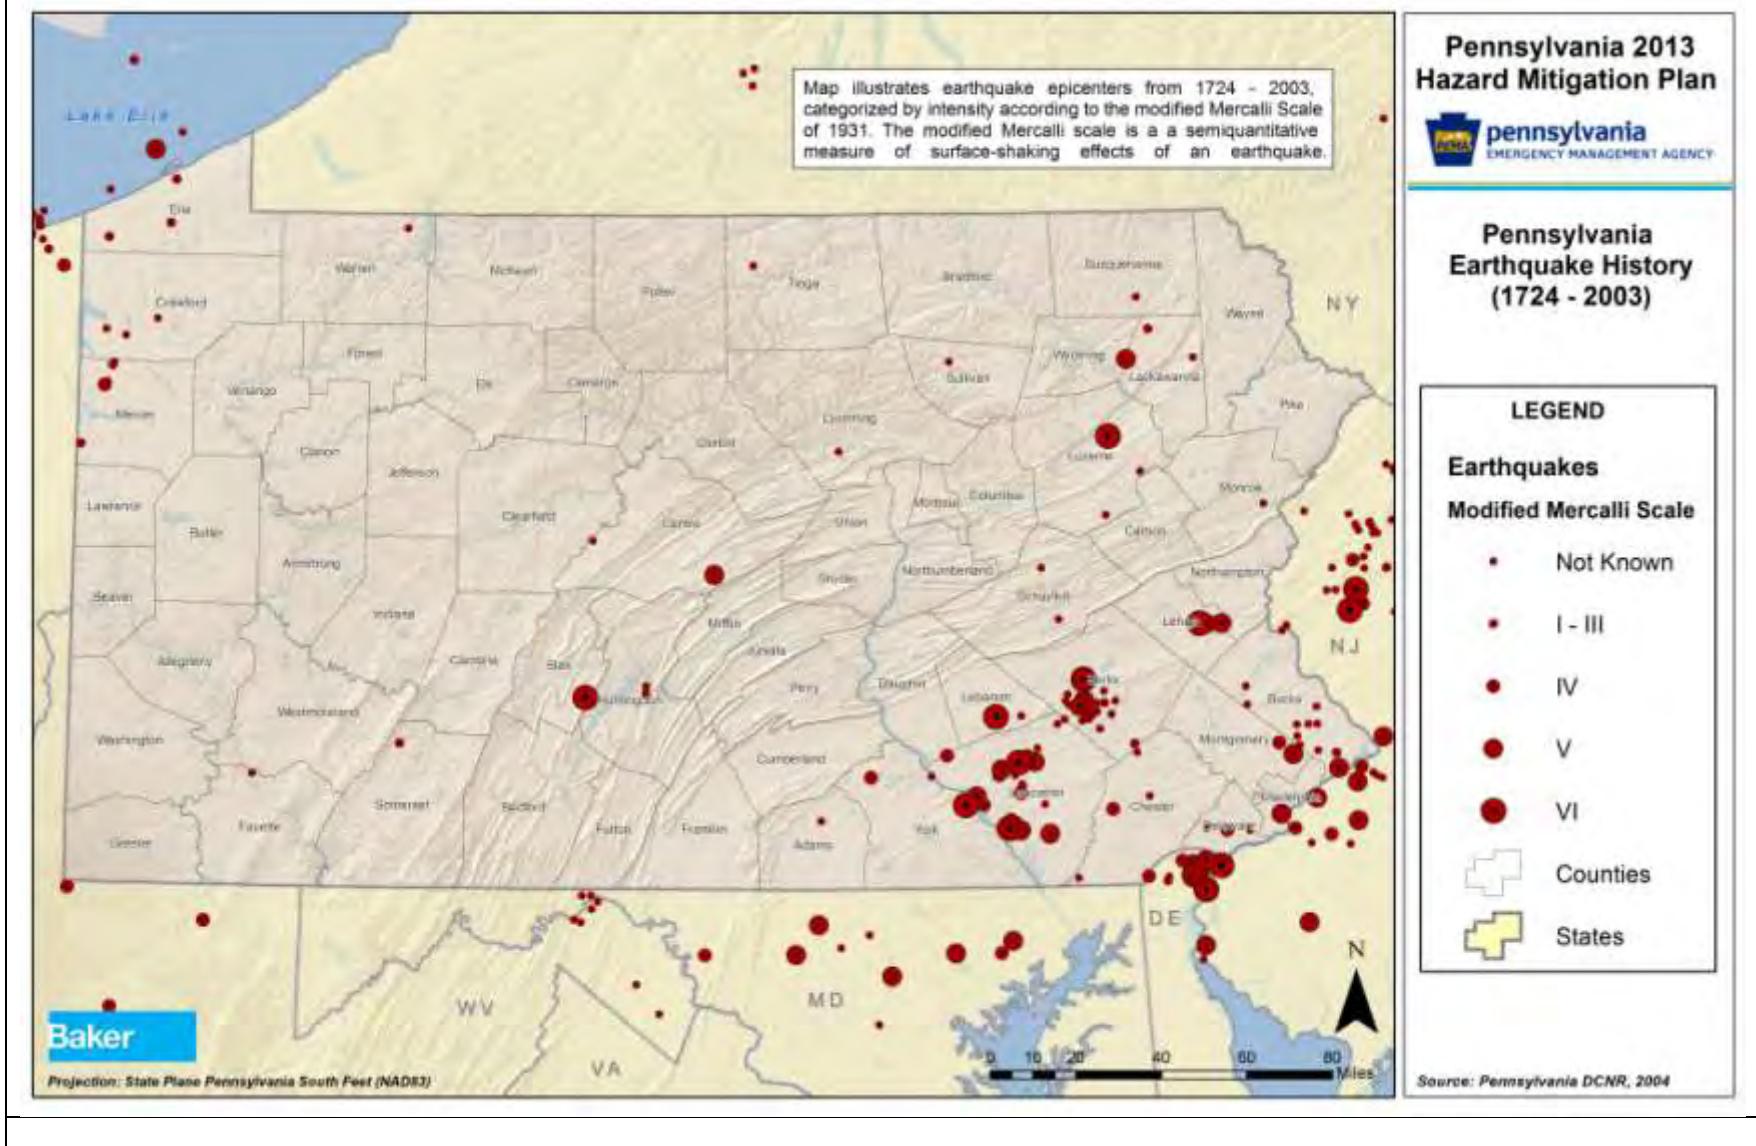 Map illustrates earthquake epicenters from 1724 - 2003,
categorized by intensity according to the modified Mercalli Scale
of 1931. The modified Mercalli scale is a a semiquantitative
measure of surface-shaking effects of an earthquake.
Lake Erie
Erie
Warren
McKean
Potter
Tioga
Bradford
Susquehanna
Wayne
NY
Crawford
Forest
Elk
Cameron
Sullivan
Wyoming
Lackawanna
Pike
Venango
Mercer
Clarion
Jefferson
Clinton
Lycoming
Luzerne
Monroe
Lawrence
Butler
Clearfield
Centre
Union
Montour
Columbia
Carbon
Armstrong
Beaver
Indiana
Snyder
Northumberland
Schuylkill
Northampton
Lehigh
NJ
Allegheny
Cambria
Blair
Mifflin
Juniata
Huntingdon
Perry
Dauphin
Lebanon
Berks
Bucks
Washington
Westmoreland
Cumberland
Montgomery
Greene
Fayette
Somerset
Bedford
Fulton
Franklin
Adams
York
Lancaster
Chester
Delaware
Philadelphia
WV
VA
MD
DE
N
0 10 20 40 60 80
Miles
Baker
Projection: State Plane Pennsylvania South Feet (NAD83)
Pennsylvania 2013
Hazard Mitigation Plan
PEMA
pennsylvania
EMERGENCY MANAGEMENT AGENCY
Pennsylvania
Earthquake History
(1724 - 2003)
LEGEND
Earthquakes
Modified Mercalli Scale
Not Known
I - III
IV
V
VI
Counties
States
Source: Pennsylvania DCNR, 2004